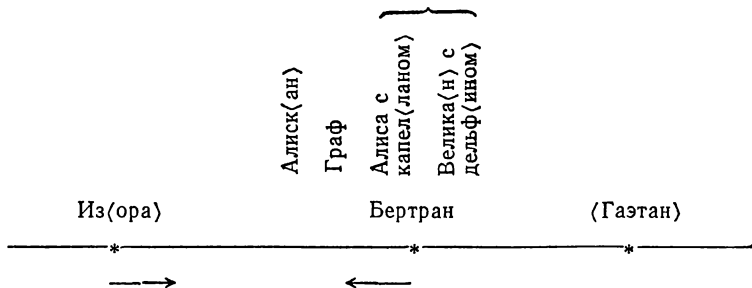 Алиск⟨ан⟩
Граф
Алиса с
капел⟨ланом⟩
Велика⟨н⟩ с
дельф⟨ином⟩
Из⟨ора⟩ Бертран ⟨Гаэтан⟩
* * *